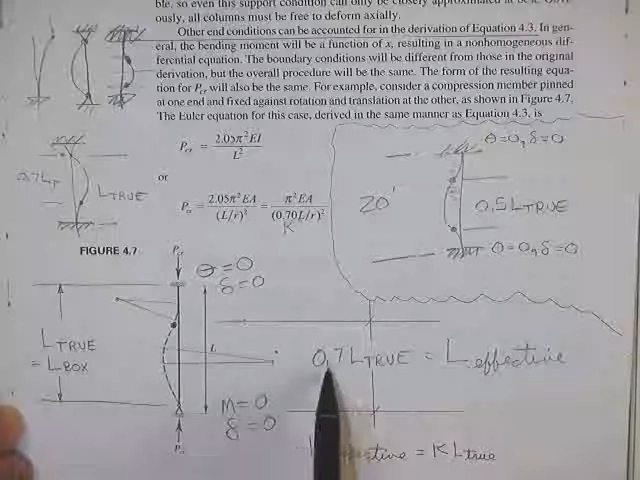 ble, so even this support condition can only be closely approximated at best.
ously, all columns must be free to deform axially.
Other end conditions can be accounted for in the derivation of Equation 4.3. In gen-
eral, the bending moment will be a function of x, resulting in a nonhomogeneous dif-
ferential equation. The boundary conditions will be different from those in the original
derivation, but the overall procedure will be the same. The form of the resulting equa-
tion for Pcr will also be the same. For example, consider a compression member pinned
at one end and fixed against rotation and translation at the other, as shown in Figure 4.7.
The Euler equation for this case, derived in the same manner as Equation 4.3, is
Pcr = 2.05π²EI / L²
or
Pcr = 2.05π²EA / (L/r)² = π²EA / (0.70L/r)²
K
0.7LT
LTRUE
FIGURE 4.7
θ=0, δ=0
20'
0.5LTRUE
θ=0, δ=0
Pcr
θ=0
δ=0
LTRUE
= LBOX
L
0.7LTRUE = Leffective
M=0
δ=0
Pcr
= KLtrue